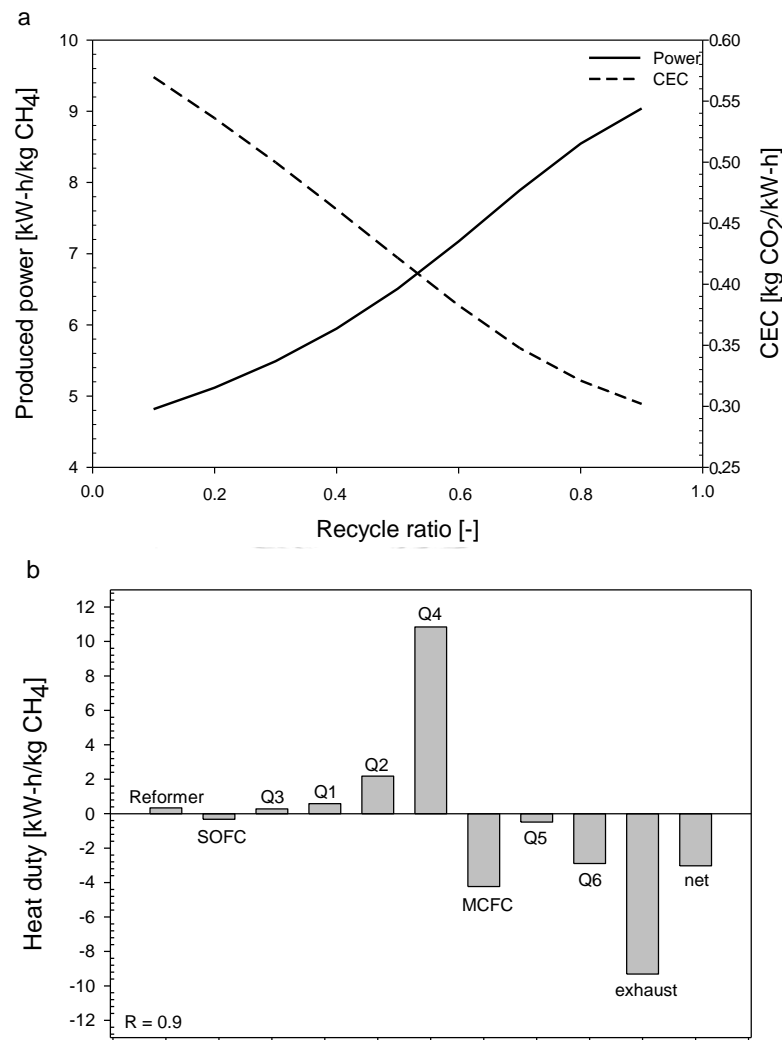 a
Produced power [kW-h/kg CH4]
10
9
8
7
6
5
4
0.0
0.2
0.4
0.6
0.8
1.0
Recycle ratio [-]
Power
CEC
0.60
0.55
0.50
0.45
0.40
0.35
0.30
0.25
CEC [kg CO2/kW-h]
b
Heat duty [kW-h/kg CH4]
12
10
8
6
4
2
0
-2
-4
-6
-8
-10
-12
Reformer
SOFC
Q3
Q1
Q2
Q4
MCFC
Q5
Q6
exhaust
net
R = 0.9